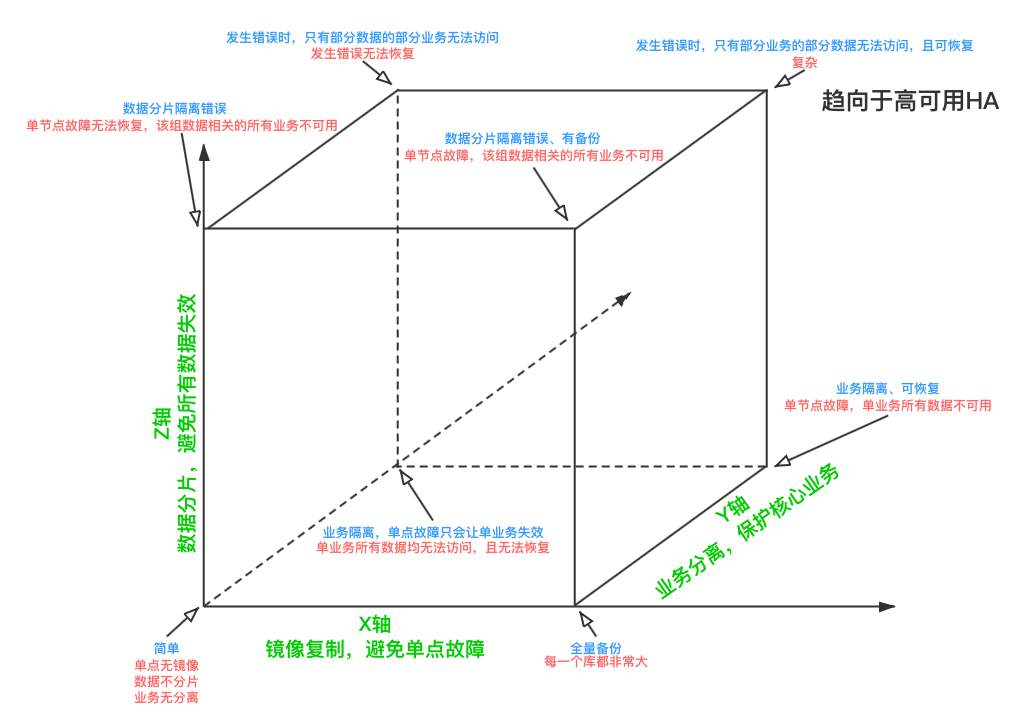 发生错误时，只有部分数据的部分业务无法访问
发生错误无法恢复
发生错误时，只有部分业务的部分数据无法访问，且可恢复
复杂
趋向于高可用HA
数据分片隔离错误
单节点故障无法恢复，该组数据相关的所有业务不可用
数据分片隔离错误、有备份
单节点故障，该组数据相关的所有业务不可用
Z轴
数据分片，避免所有数据失效
业务隔离、可恢复
单节点故障，单业务所有数据不可用
Y轴
业务分离，保护核心业务
业务隔离，单点故障只会让单业务失效
单业务所有数据均无法访问，且无法恢复
X轴
镜像复制，避免单点故障
简单
单点无镜像
数据不分片
业务无分离
全量备份
每一个库都非常大